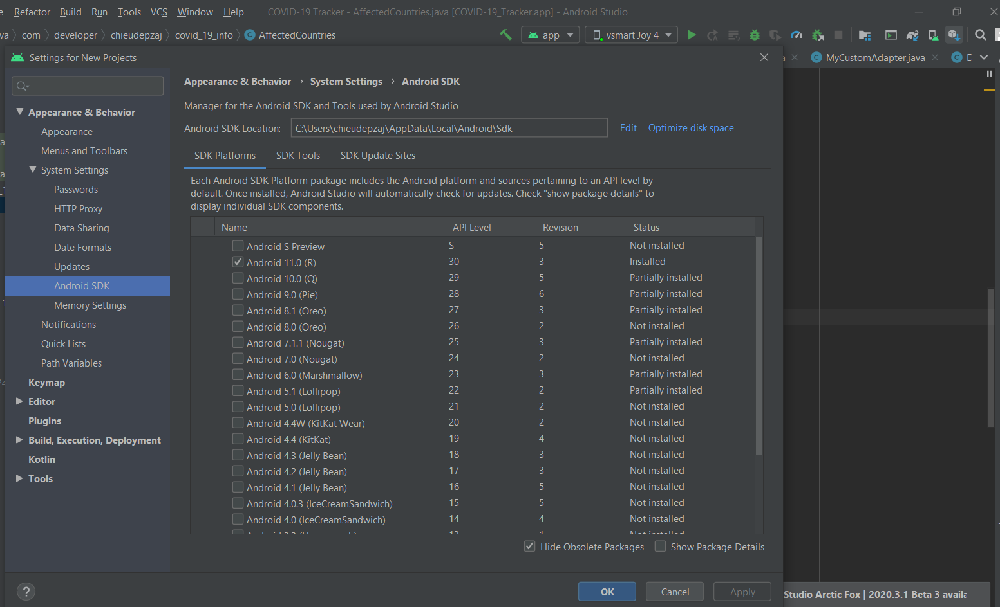 Refactor Build Run Tools VCS Window Help COVID-19 Tracker - AffectedCountries.java [COVID-19_Tracker.app] - Android Studio
va com developer chieudepzaj covid_19_info C AffectedCountries app vsmart Joy 4
Settings for New Projects
a C MyCustomAdapter.java C D
Appearance & Behavior › System Settings › Android SDK
Manager for the Android SDK and Tools used by Android Studio
Android SDK Location: C:\Users\chieudepzaj\AppData\Local\Android\Sdk Edit Optimize disk space
Appearance & Behavior
Appearance
Menus and Toolbars
System Settings
Passwords
HTTP Proxy
Data Sharing
Date Formats
Updates
Android SDK
Memory Settings
Notifications
Quick Lists
Path Variables
Keymap
Editor
Plugins
Build, Execution, Deployment
Kotlin
Tools
SDK Platforms SDK Tools SDK Update Sites
Each Android SDK Platform package includes the Android platform and sources pertaining to an API level by
default. Once installed, Android Studio will automatically check for updates. Check "show package details" to
display individual SDK components.
Name API Level Revision Status
Android S Preview S 5 Not installed
Android 11.0 (R) 30 3 Installed
Android 10.0 (Q) 29 5 Partially installed
Android 9.0 (Pie) 28 6 Partially installed
Android 8.1 (Oreo) 27 3 Partially installed
Android 8.0 (Oreo) 26 2 Not installed
Android 7.1.1 (Nougat) 25 3 Partially installed
Android 7.0 (Nougat) 24 2 Not installed
Android 6.0 (Marshmallow) 23 3 Partially installed
Android 5.1 (Lollipop) 22 2 Partially installed
Android 5.0 (Lollipop) 21 2 Not installed
Android 4.4W (KitKat Wear) 20 2 Not installed
Android 4.4 (KitKat) 19 4 Not installed
Android 4.3 (Jelly Bean) 18 3 Not installed
Android 4.2 (Jelly Bean) 17 3 Not installed
Android 4.1 (Jelly Bean) 16 5 Not installed
Android 4.0.3 (IceCreamSandwich) 15 5 Not installed
Android 4.0 (IceCreamSandwich) 14 4 Not installed
Hide Obsolete Packages Show Package Details
? OK Cancel Apply
Studio Arctic Fox | 2020.3.1 Beta 3 availa